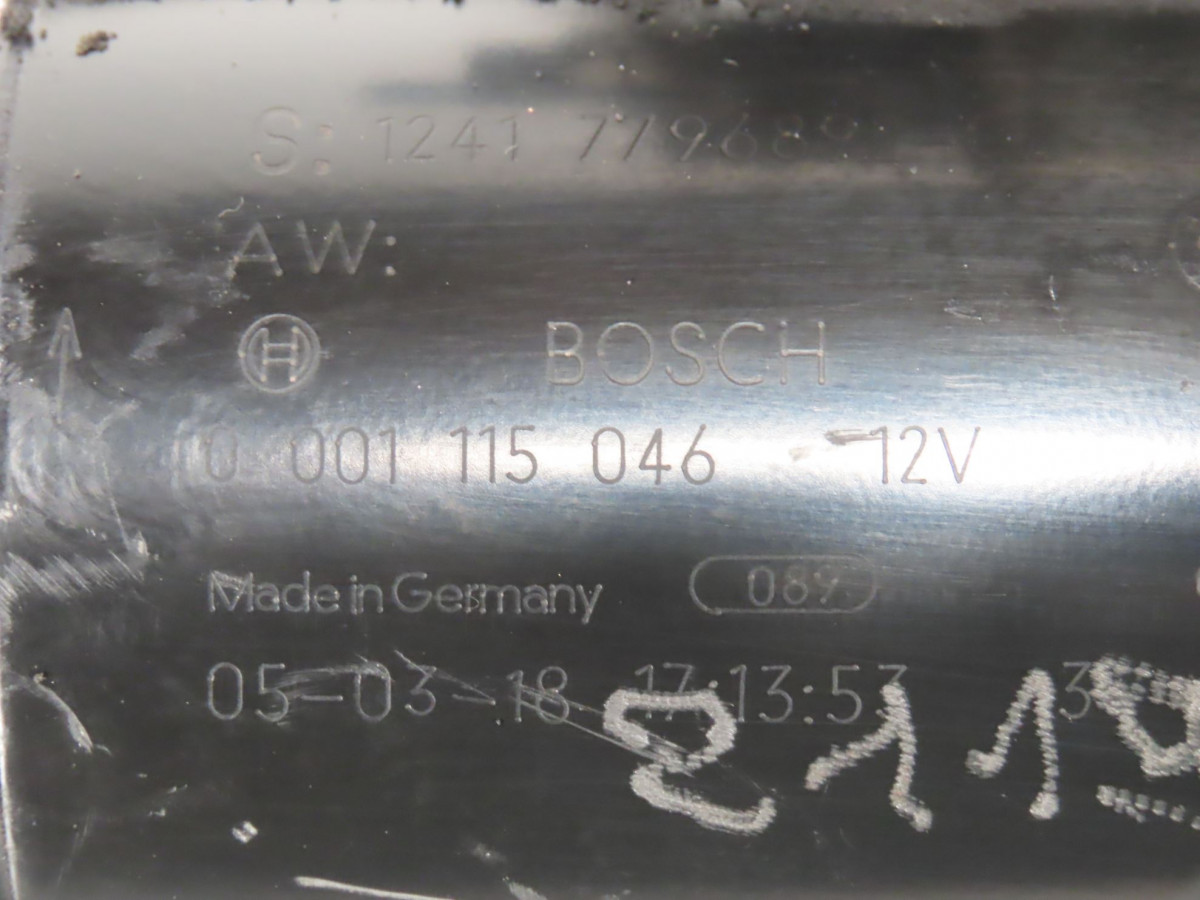 S: 1241 779689
AW:
BOSCH
0 001 115 046 12V
Made in Germany 089
05-03-18 17:13:53 3